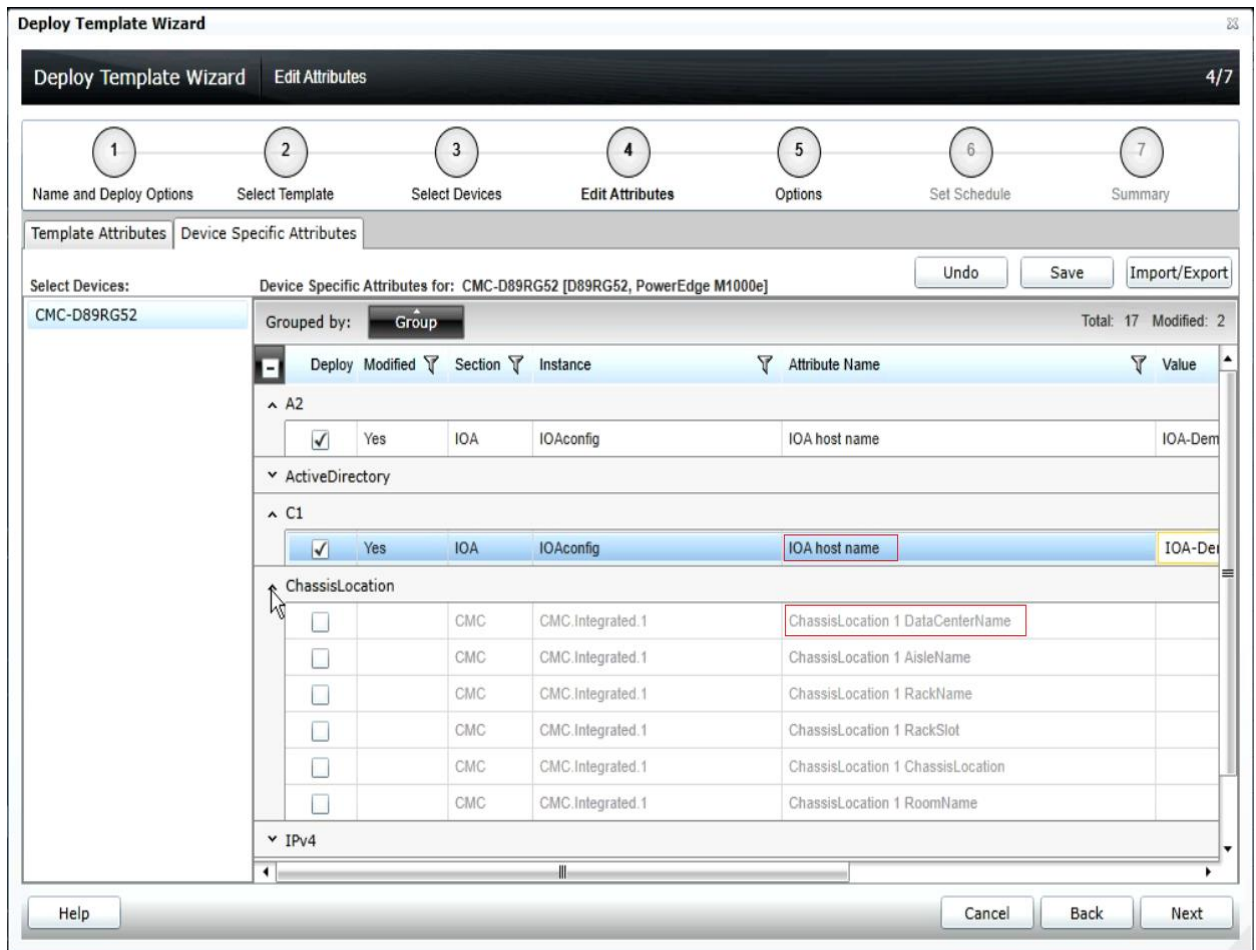 Deploy Template Wizard
Deploy Template Wizard Edit Attributes 4/7
1 2 3 4 5 6 7
Name and Deploy Options Select Template Select Devices Edit Attributes Options Set Schedule Summary
Template Attributes Device Specific Attributes
Undo Save Import/Export
Select Devices: Device Specific Attributes for: CMC-D89RG52 [D89RG52, PowerEdge M1000e]
CMC-D89RG52 Grouped by: Group Total: 17 Modified: 2
Deploy Modified Section Instance Attribute Name Value
A2
Yes IOA IOAconfig IOA host name IOA-Dem
ActiveDirectory
C1
Yes IOA IOAconfig IOA host name IOA-Der
ChassisLocation
CMC CMC.Integrated.1 ChassisLocation 1 DataCenterName
CMC CMC.Integrated.1 ChassisLocation 1 AisleName
CMC CMC.Integrated.1 ChassisLocation 1 RackName
CMC CMC.Integrated.1 ChassisLocation 1 RackSlot
CMC CMC.Integrated.1 ChassisLocation 1 ChassisLocation
CMC CMC.Integrated.1 ChassisLocation 1 RoomName
IPv4
Help Cancel Back Next